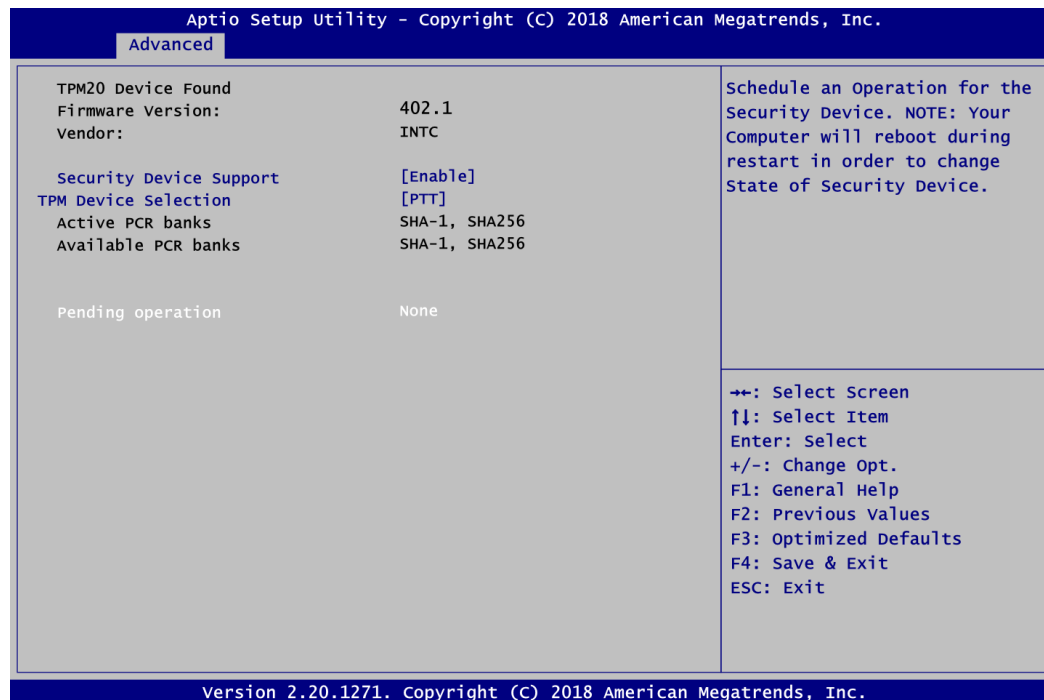 Aptio Setup Utility – Copyright (C) 2018 American Megatrends, Inc.
Advanced
TPM20 Device Found
Firmware Version: 402.1
Vendor: INTC
Security Device Support [Enable]
TPM Device Selection [PTT]
Active PCR banks SHA-1, SHA256
Available PCR banks SHA-1, SHA256
Pending operation None
Schedule an Operation for the
Security Device. NOTE: Your
Computer will reboot during
restart in order to change
State of Security Device.
→←: Select Screen
↑↓: Select Item
Enter: Select
+/-: Change Opt.
F1: General Help
F2: Previous Values
F3: Optimized Defaults
F4: Save & Exit
ESC: Exit
Version 2.20.1271. Copyright (C) 2018 American Megatrends, Inc.